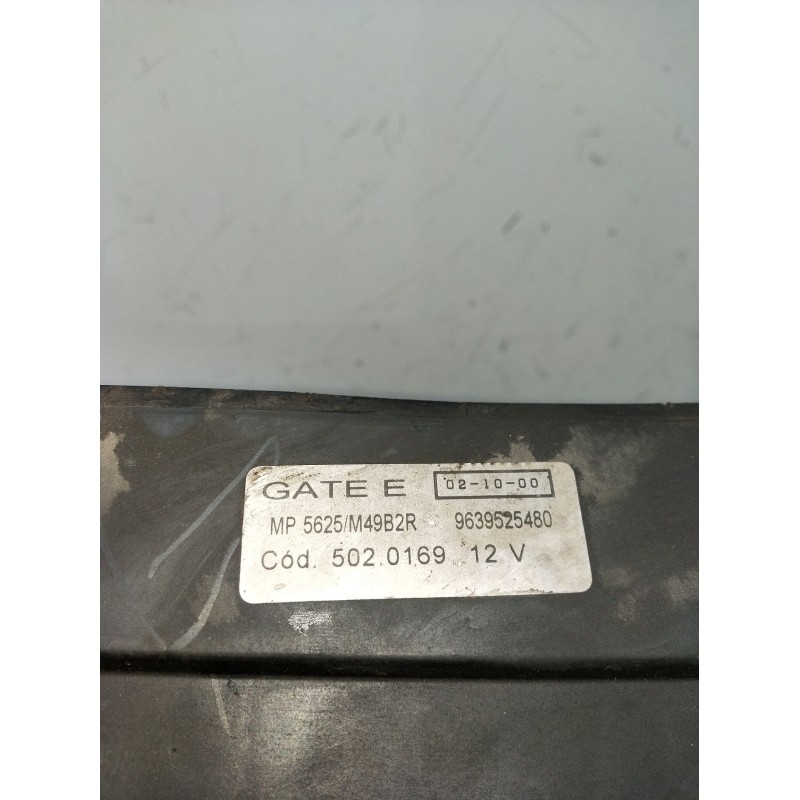 GATE E 02-10-00
MP 5625/M49B2R 9639525480
Cód. 502.0169 12 V